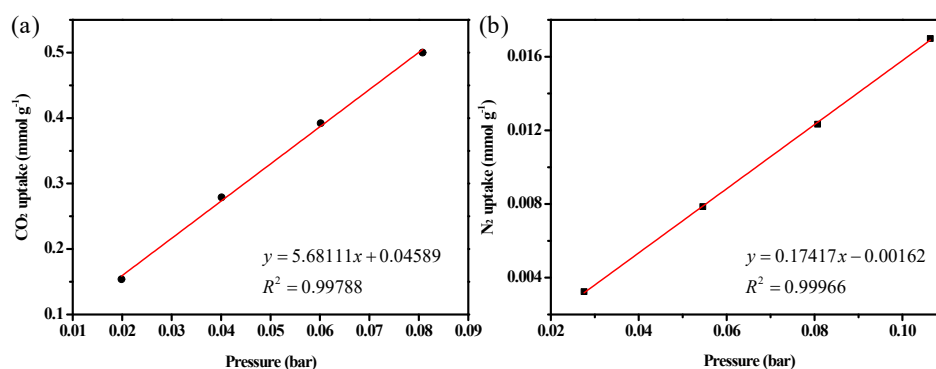 (a)
CO₂ uptake (mmol g⁻¹)
0.5
0.4
0.3
0.2
0.1
0.01 0.02 0.03 0.04 0.05 0.06 0.07 0.08 0.09
Pressure (bar)
y = 5.68111x + 0.04589
R² = 0.99788
(b)
N₂ uptake (mmol g⁻¹)
0.016
0.012
0.008
0.004
0.02 0.04 0.06 0.08 0.10
Pressure (bar)
y = 0.17417x − 0.00162
R² = 0.99966